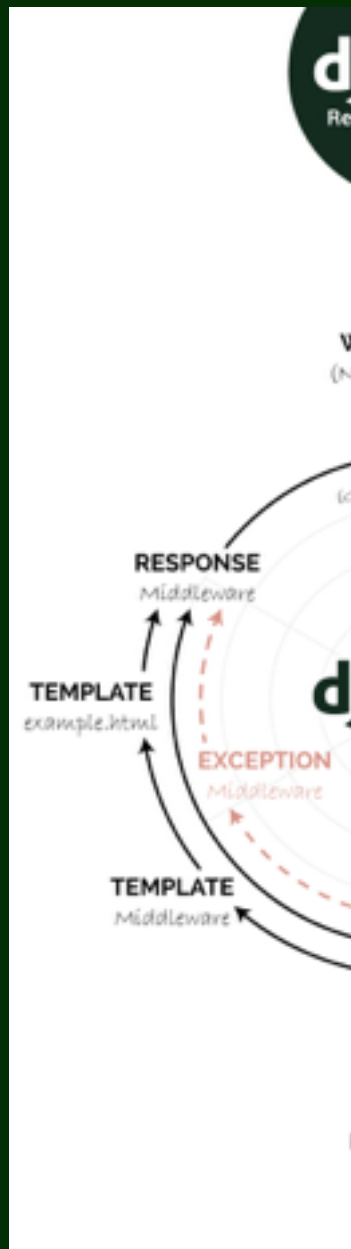 RESPONSE
Middleware
TEMPLATE
example.html
EXCEPTION
Middleware
TEMPLATE
Middleware